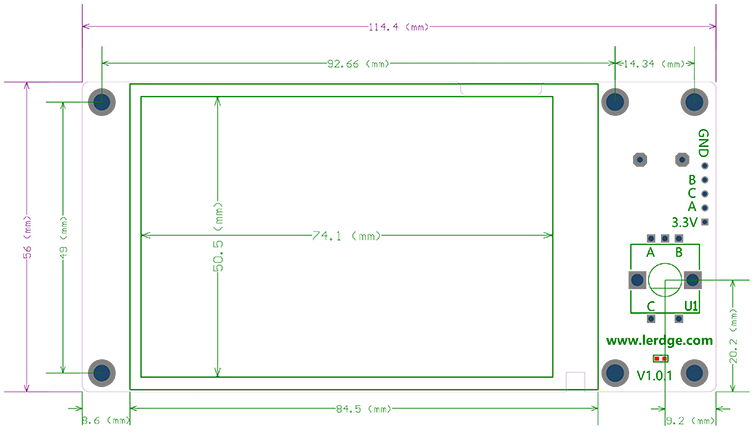 114.4 (mm)
92.66 (mm)
14.34 (mm)
GND
B
C
A
3.3V
56 (mm)
49 (mm)
50.5 (mm)
74.1 (mm)
A
B
C
U1
20.2 (mm)
www.lerdge.com
V1.0.1
8.6 (mm)
84.5 (mm)
9.2 (mm)